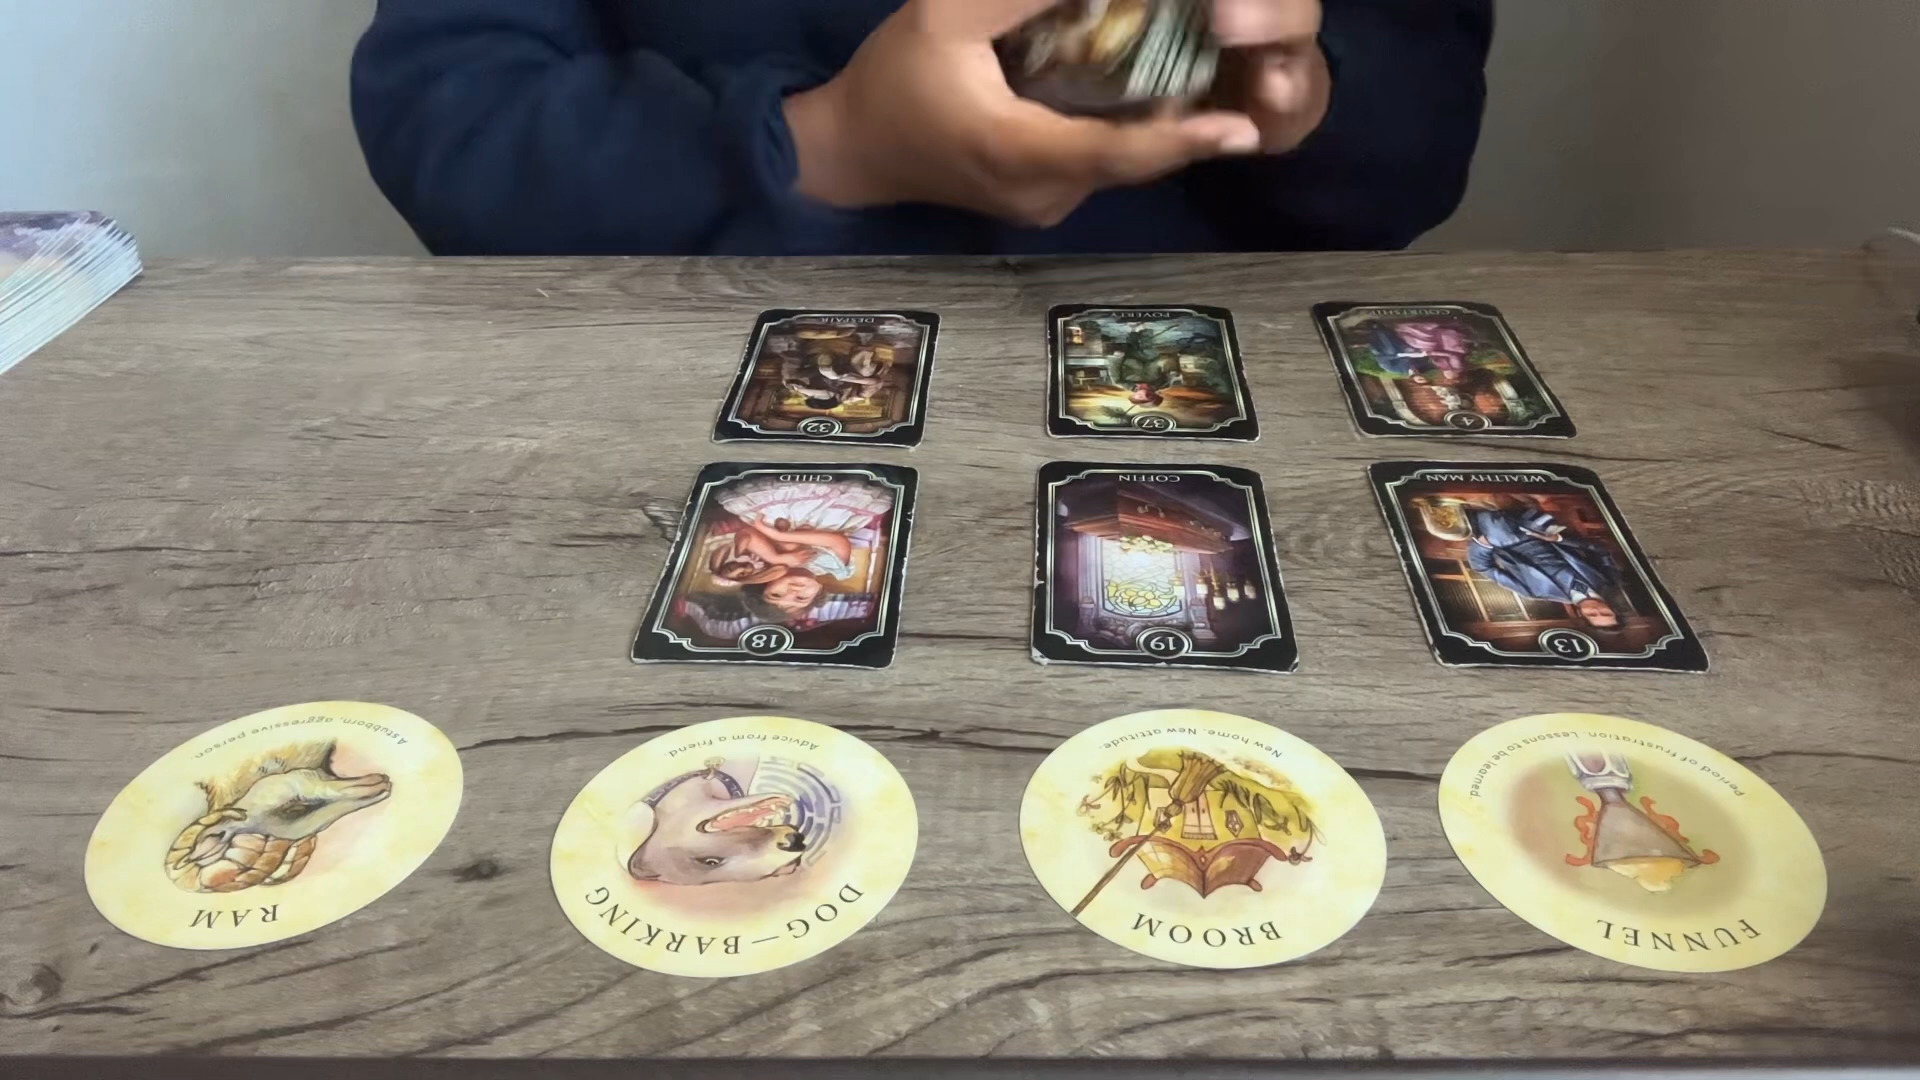 DESPAIR
32
POVERTY
37
COURTSHIP
4
CHILD
18
COFFIN
19
WEALTHY MAN
13
A stubborn, aggressive person.
RAM
Advice from a friend.
DOG—BARKING
New home. New attitude.
BROOM
Period of frustration. Lessons to be learned.
FUNNEL